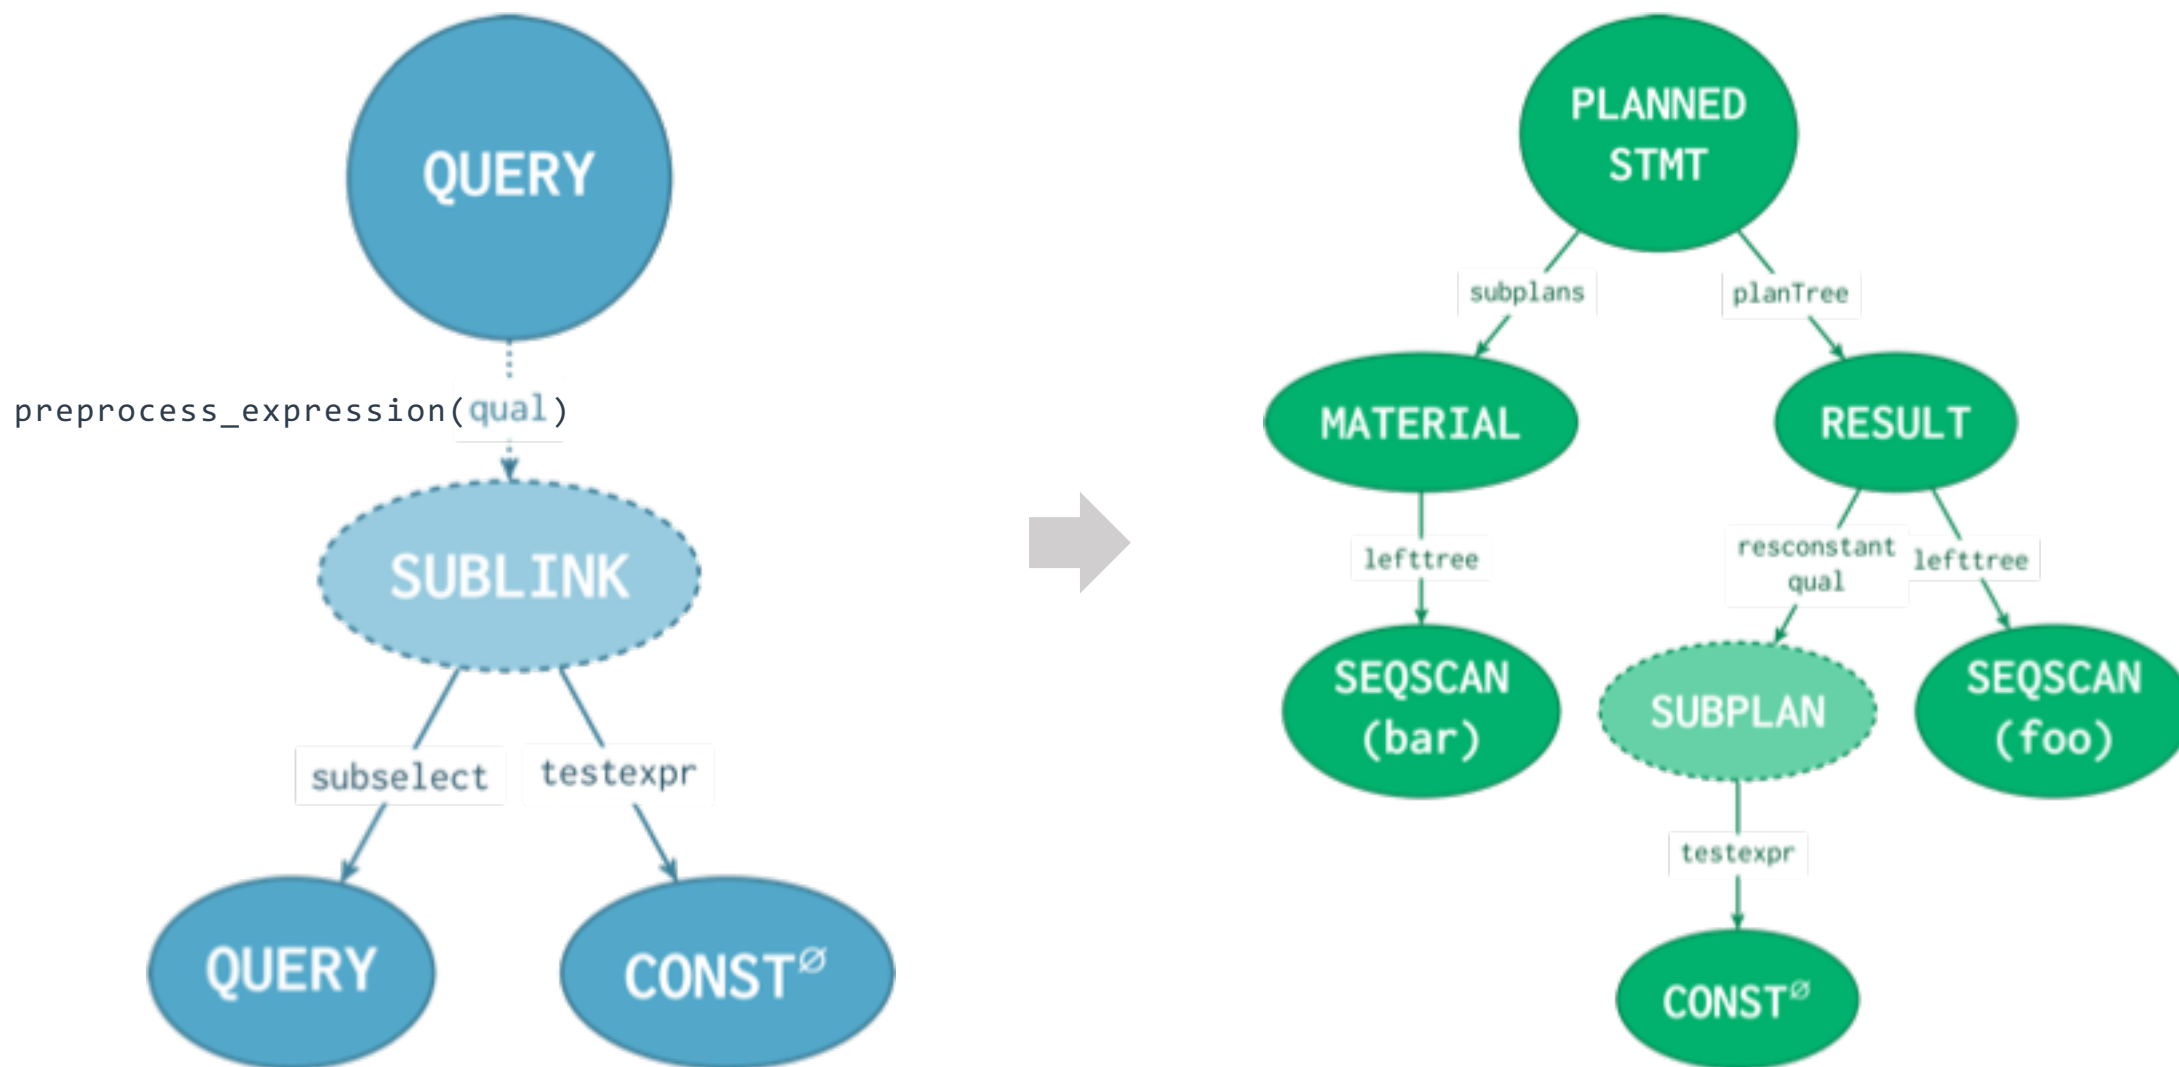 QUERY
preprocess_expression(qual)
SUBLINK
subselect
testexpr
QUERY
CONST∅
PLANNED
STMT
subplans
planTree
MATERIAL
RESULT
lefttree
resconstant
qual
lefttree
SEQSCAN
(bar)
SUBPLAN
SEQSCAN
(foo)
testexpr
CONST∅